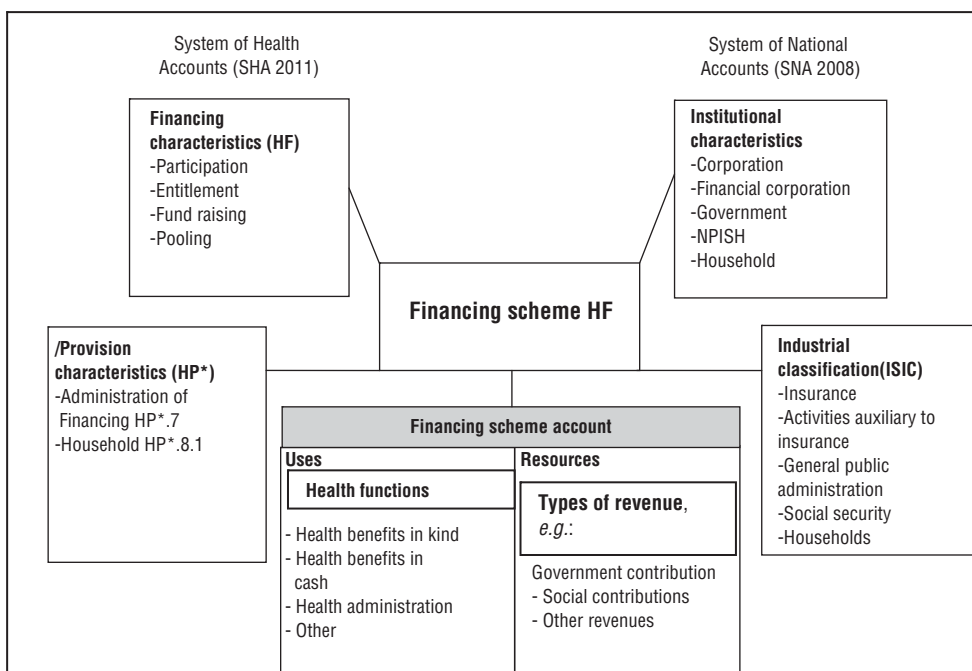 System of Health
Accounts (SHA 2011)
System of National
Accounts (SNA 2008)
Financing
characteristics (HF)
-Participation
-Entitlement
-Fund raising
-Pooling
Institutional
characteristics
-Corporation
-Financial corporation
-Government
-NPISH
-Household
Financing scheme HF
/Provision
characteristics (HP*)
-Administration of
Financing HP*.7
-Household HP*.8.1
Industrial
classification(ISIC)
-Insurance
-Activities auxiliary to
insurance
-General public
administration
-Social security
-Households
Financing scheme account
Uses
Health functions
- Health benefits in kind
- Health benefits in
cash
- Health administration
- Other
Resources
Types of revenue,
e.g.:
Government contribution
- Social contributions
- Other revenues